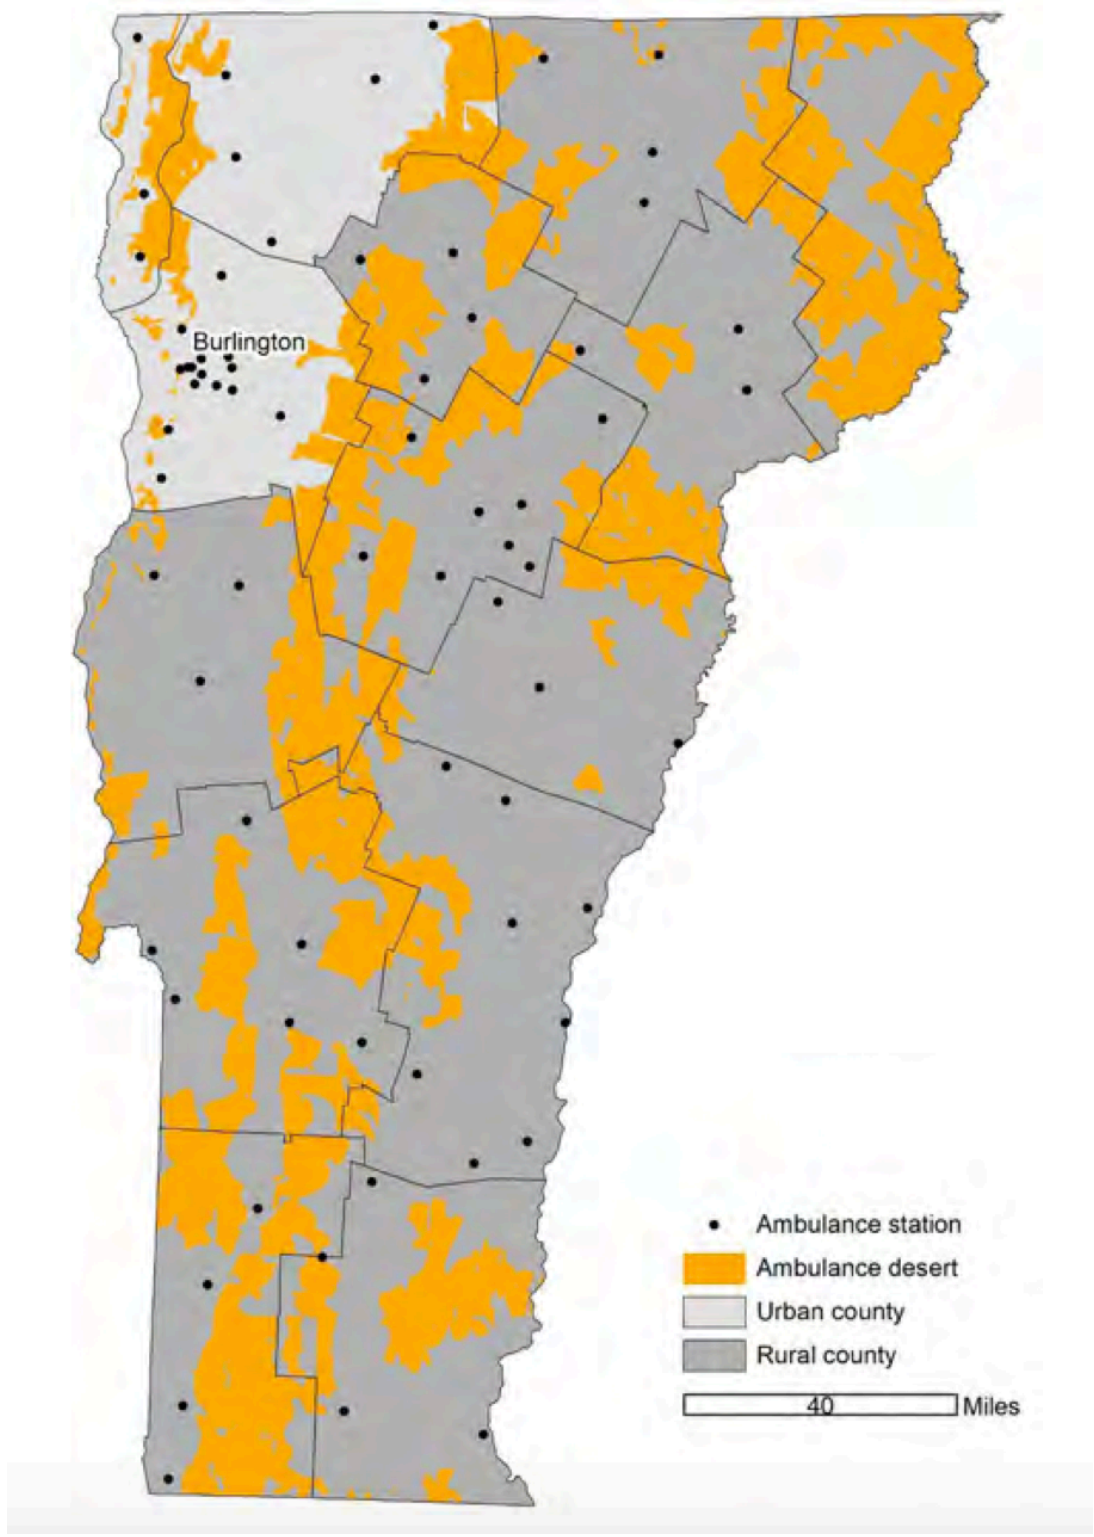 Burlington
Ambulance station
Ambulance desert
Urban county
Rural county
40 Miles